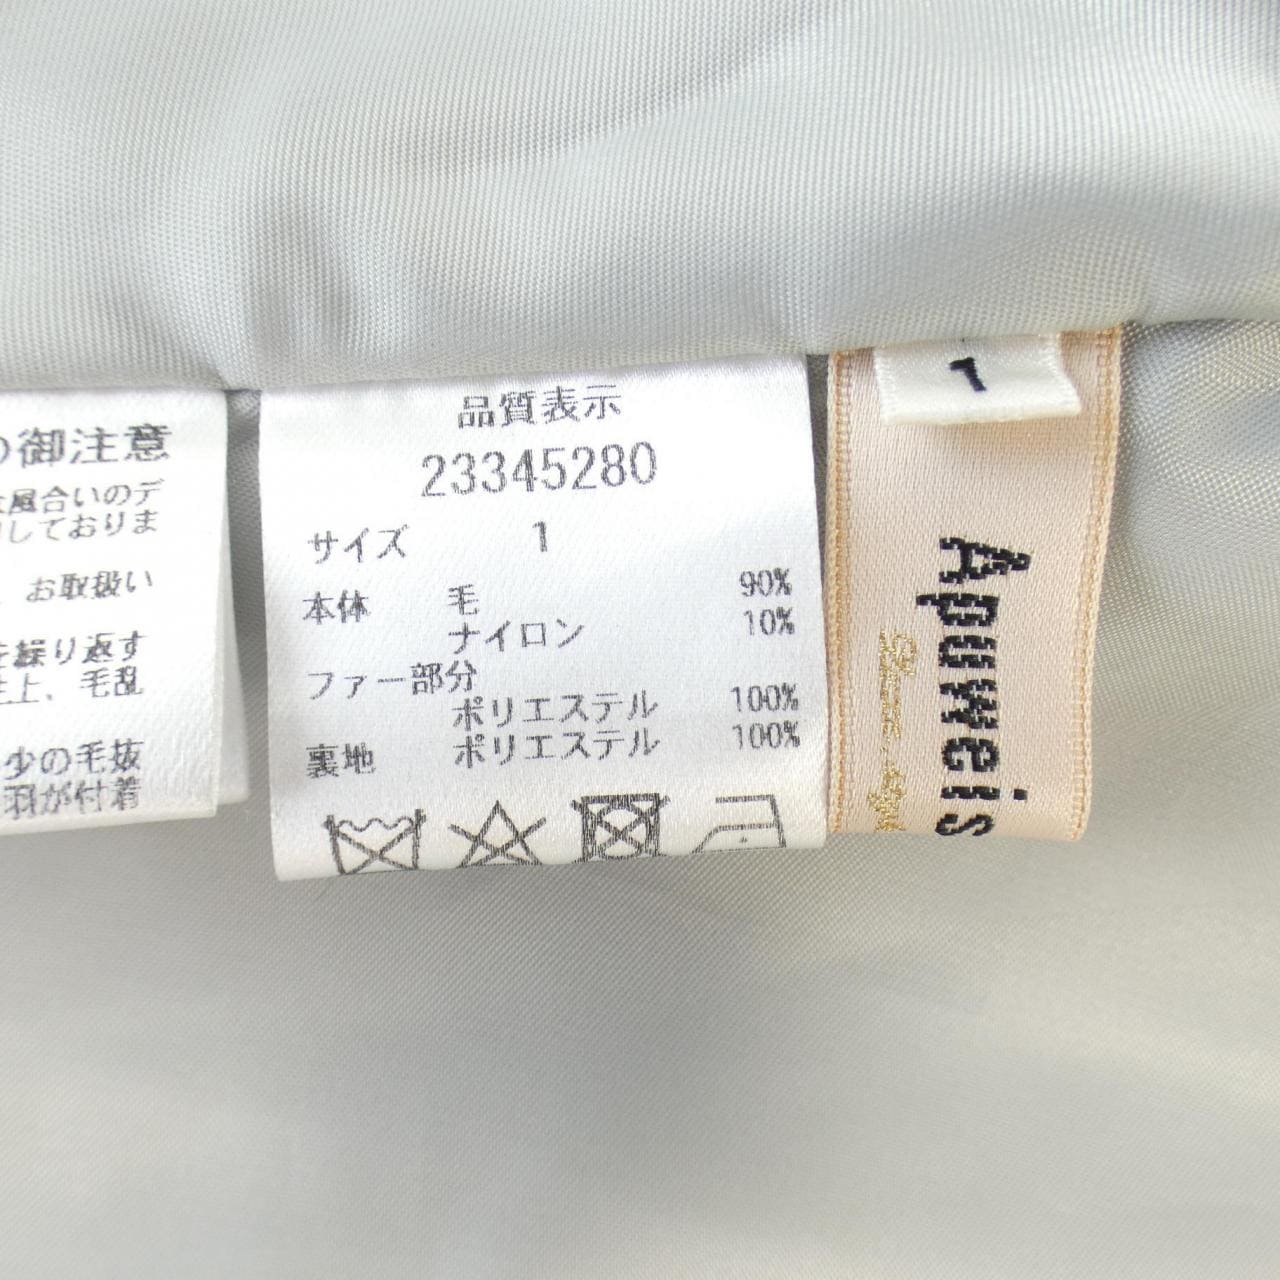 の御注意
風合いのデ
しておりま
お取扱い
を繰り返す
上、毛乱
少の毛抜
羽が付着
品質表示
23345280
サイズ 1
本体 毛 90%
ナイロン 10%
ファー部分
ポリエステル 100%
裏地 ポリエステル 100%
1
Apuweis